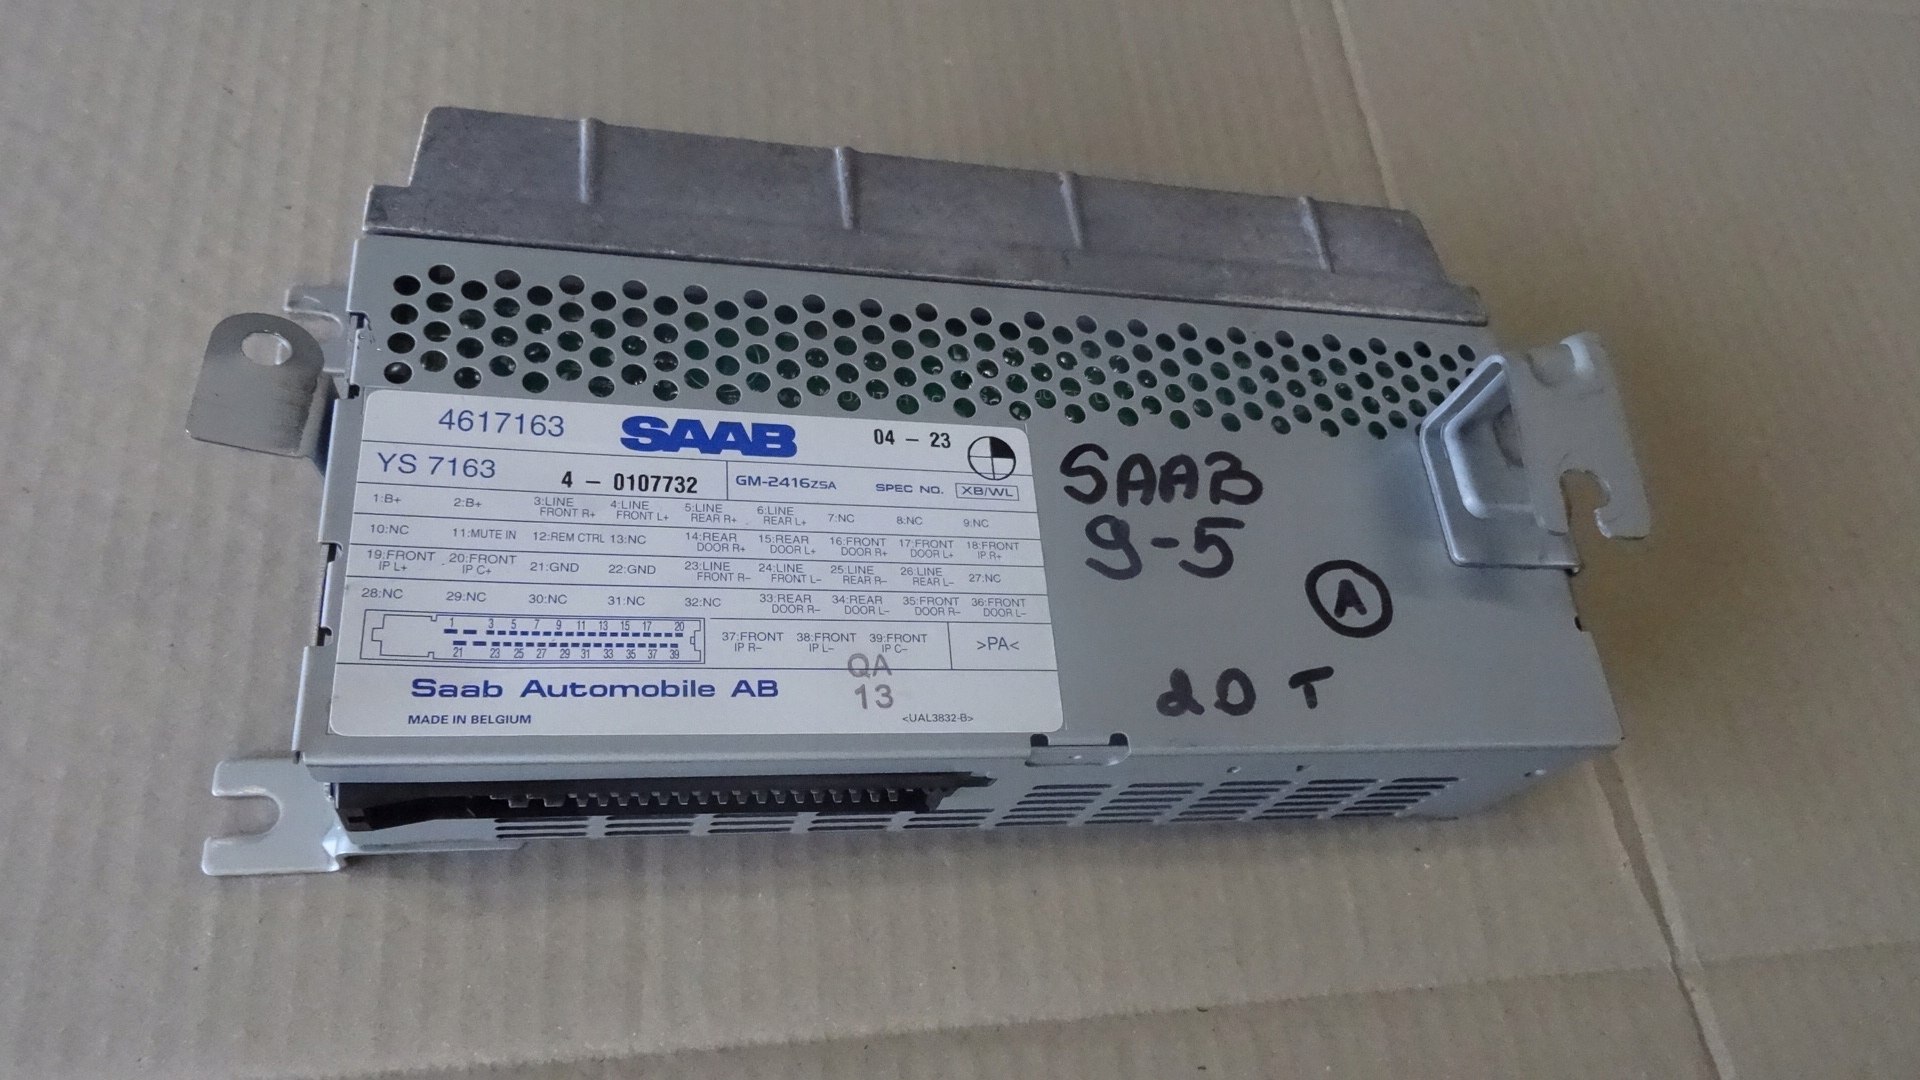 4617163 SAAB 04 – 23
YS 7163 4 – 0107732 GM-2416ZSA SPEC NO. XB/WL
1:B+ 2:B+ 3:LINE FRONT R+ 4:LINE FRONT L+ 5:LINE REAR R+ 6:LINE REAR L+ 7:NC 8:NC 9:NC
10:NC 11:MUTE IN 12:REM CTRL 13:NC 14:REAR DOOR R+ 15:REAR DOOR L+ 16:FRONT DOOR R+ 17:FRONT DOOR L+ 18:FRONT IP R+
19:FRONT IP L+ 20:FRONT IP C+ 21:GND 22:GND 23:LINE FRONT R– 24:LINE FRONT L– 25:LINE REAR R– 26:LINE REAR L– 27:NC
28:NC 29:NC 30:NC 31:NC 32:NC 33:REAR DOOR R– 34:REAR DOOR L– 35:FRONT DOOR R– 36:FRONT DOOR L–
1 3 5 7 9 11 13 15 17 20
21 23 25 27 29 31 33 35 37 39
37:FRONT IP R– 38:FRONT IP L– 39:FRONT IP C– >PA<
QA
13
Saab Automobile AB
MADE IN BELGIUM <UAL3832-B>
SAAB
9-5
A
2.0 T